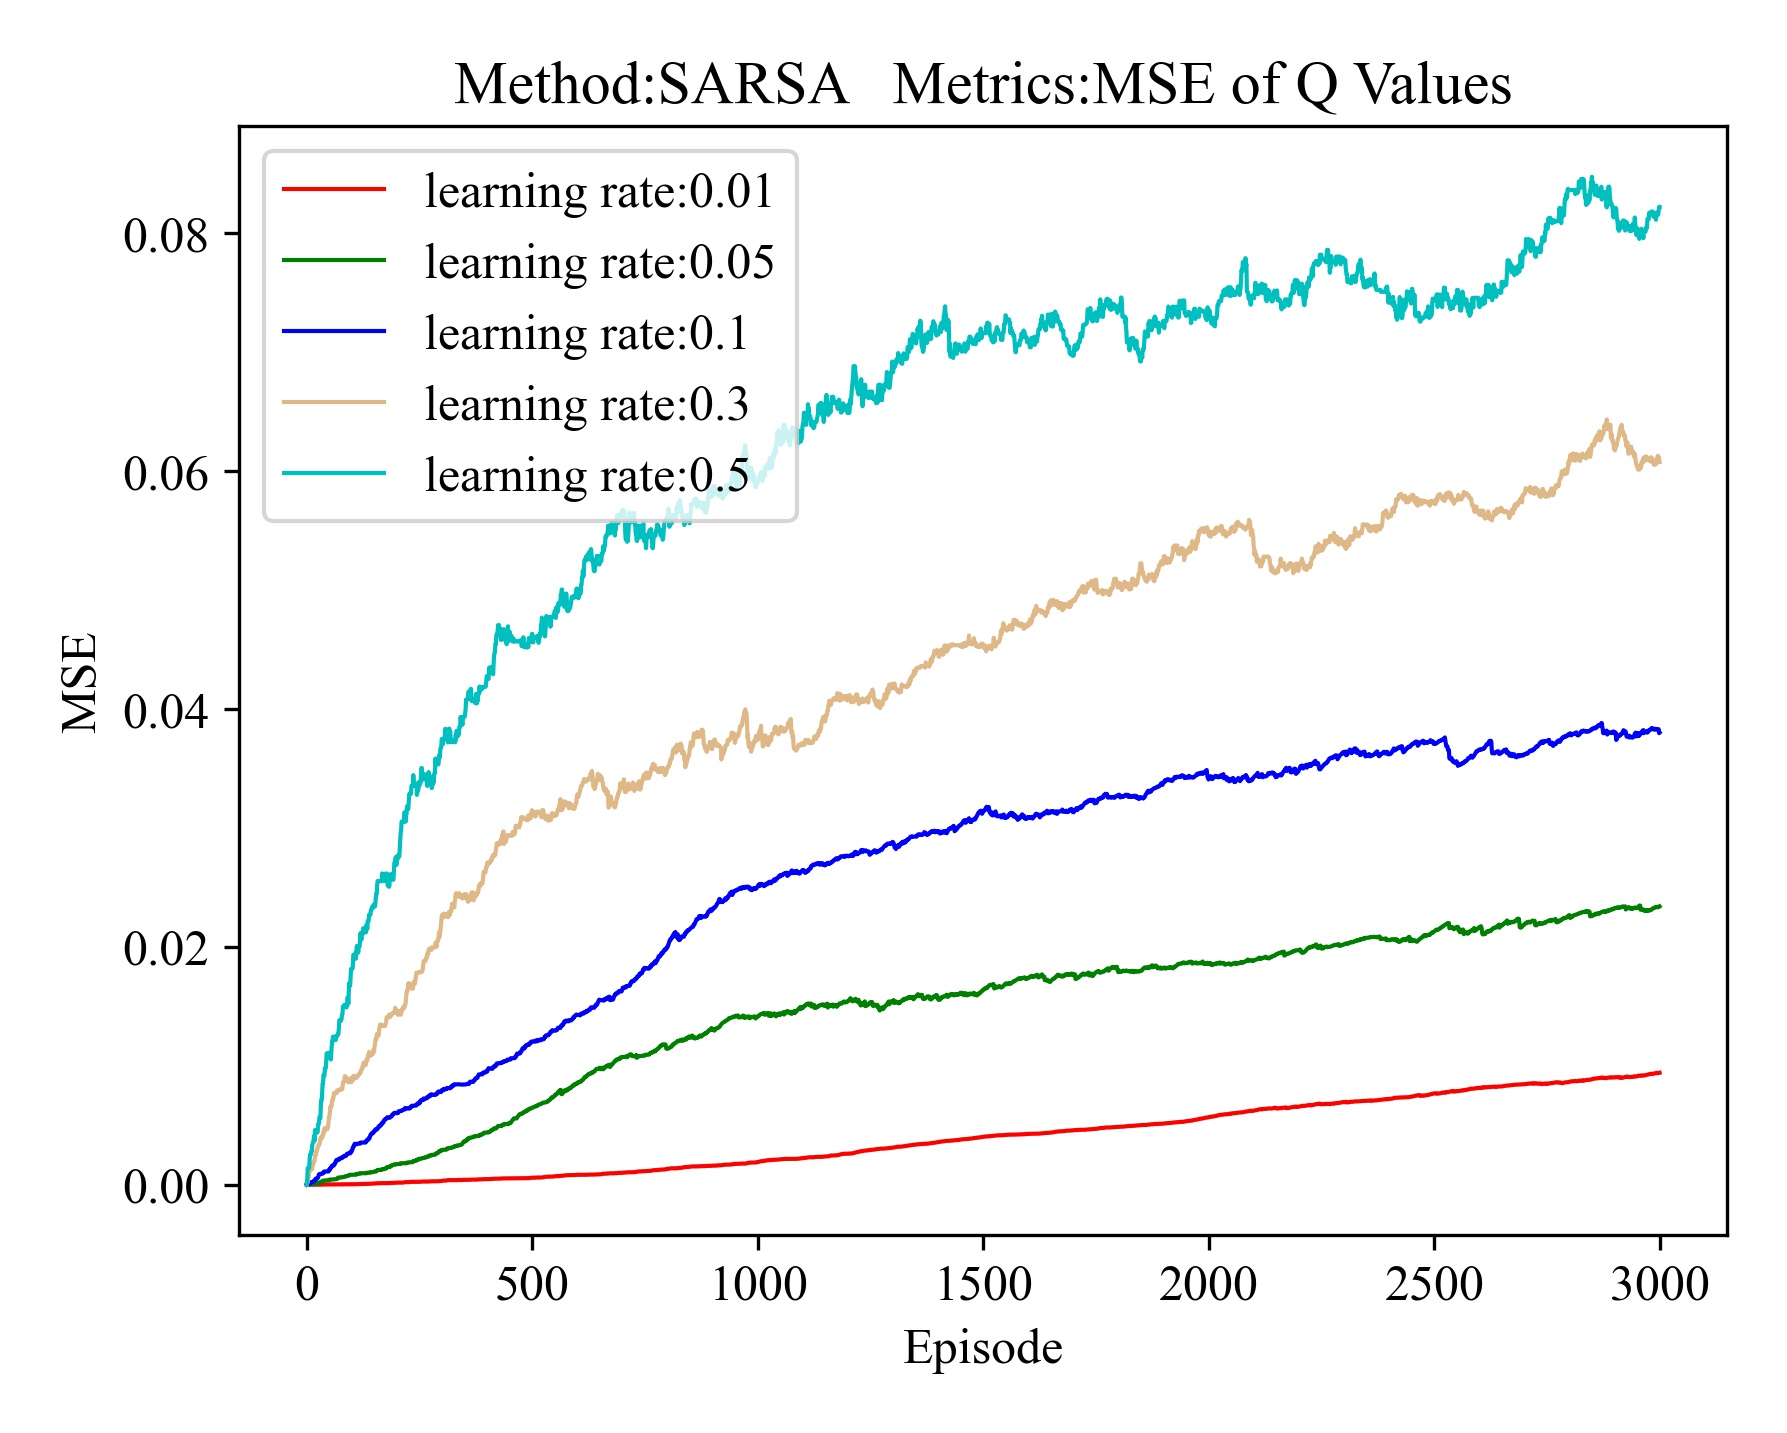 Method:SARSA   Metrics:MSE of Q Values
learning rate:0.01
learning rate:0.05
learning rate:0.1
learning rate:0.3
learning rate:0.5
0.08
0.06
0.04
0.02
0.00
MSE
0 500 1000 1500 2000 2500 3000
Episode